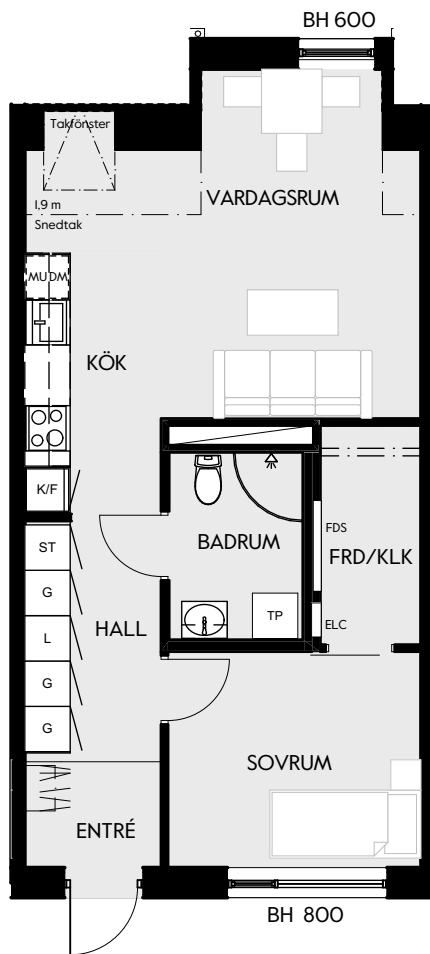 BH 600
Takfönster
1,9 m
Snedtak
VARDAGSRUM
MU DM
KÖK
K/F
ST
G
L
G
G
HALL
BADRUM
TP
FDS
FRD/KLK
ELC
SOVRUM
ENTRÉ
BH 800